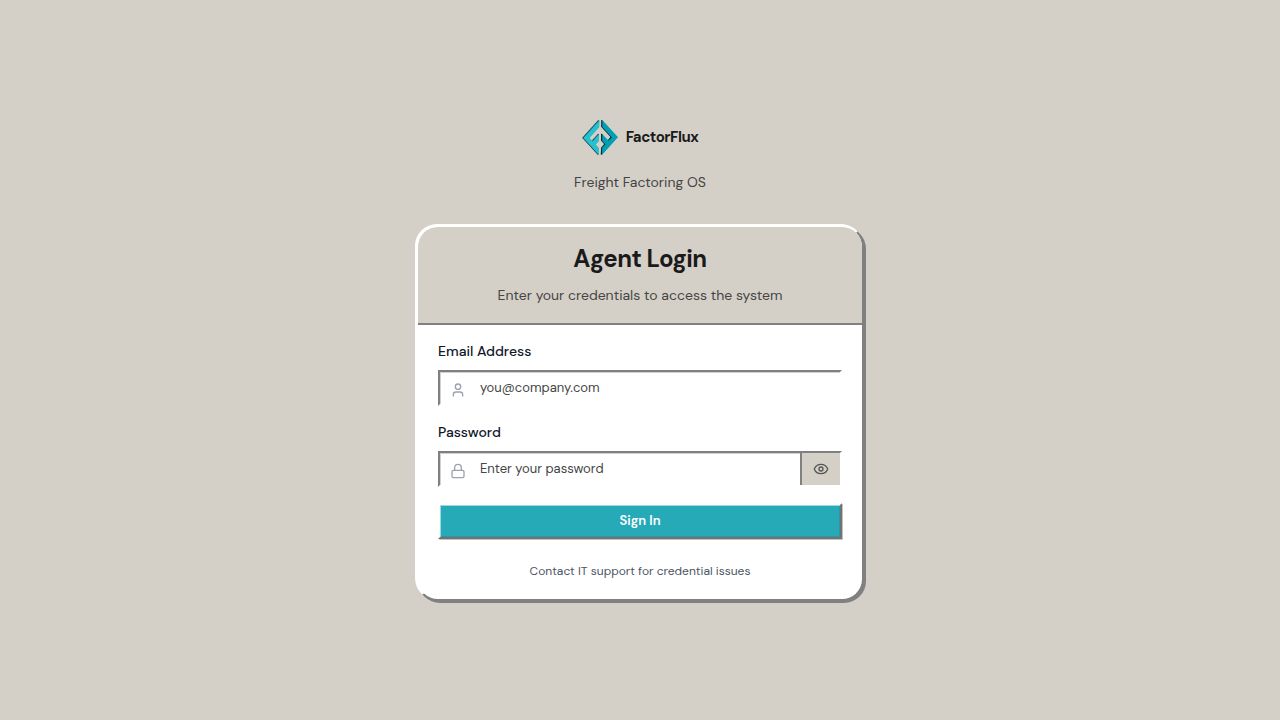 FactorFlux
Freight Factoring OS
Agent Login
Enter your credentials to access the system
Email Address
you@company.com
Password
Enter your password
Sign In
Contact IT support for credential issues